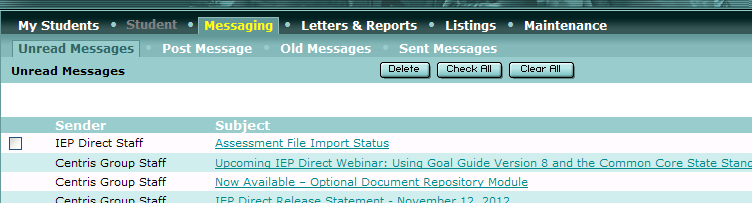 My Students • Student • Messaging • Letters & Reports • Listings • Maintenance
Unread Messages • Post Message • Old Messages • Sent Messages
Unread Messages Delete Check All Clear All
Sender Subject
IEP Direct Staff Assessment File Import Status
Centris Group Staff Upcoming IEP Direct Webinar: Using Goal Guide Version 8 and the Common Core State Stan
Centris Group Staff Now Available – Optional Document Repository Module
Centris Group Staff IEP Direct Release Statement - November 12, 2012